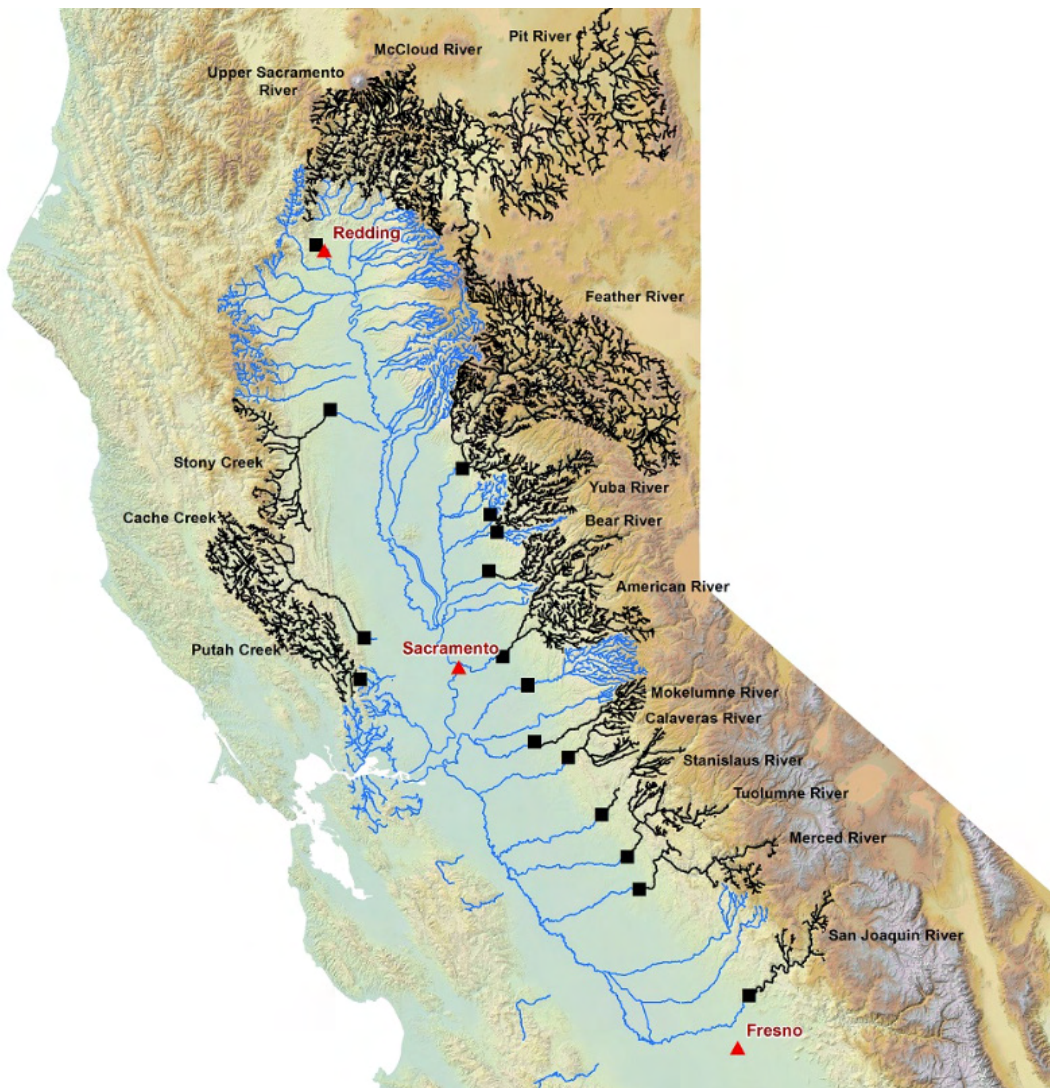 Pit River
McCloud River
Upper Sacramento
River
Redding
Feather River
Stony Creek
Yuba River
Cache Creek
Bear River
American River
Putah Creek
Sacramento
Mokelumne River
Calaveras River
Stanislaus River
Tuolumne River
Merced River
San Joaquin River
Fresno